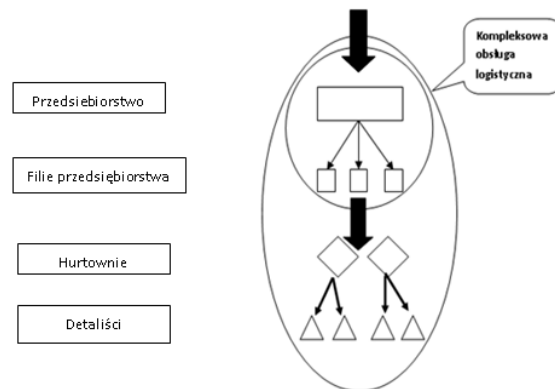 Kompleksowa
obsługa
logistyczna
Przedsiebiorstwo
Filie przedsiębiorstwa
Hurtownie
Detaliści